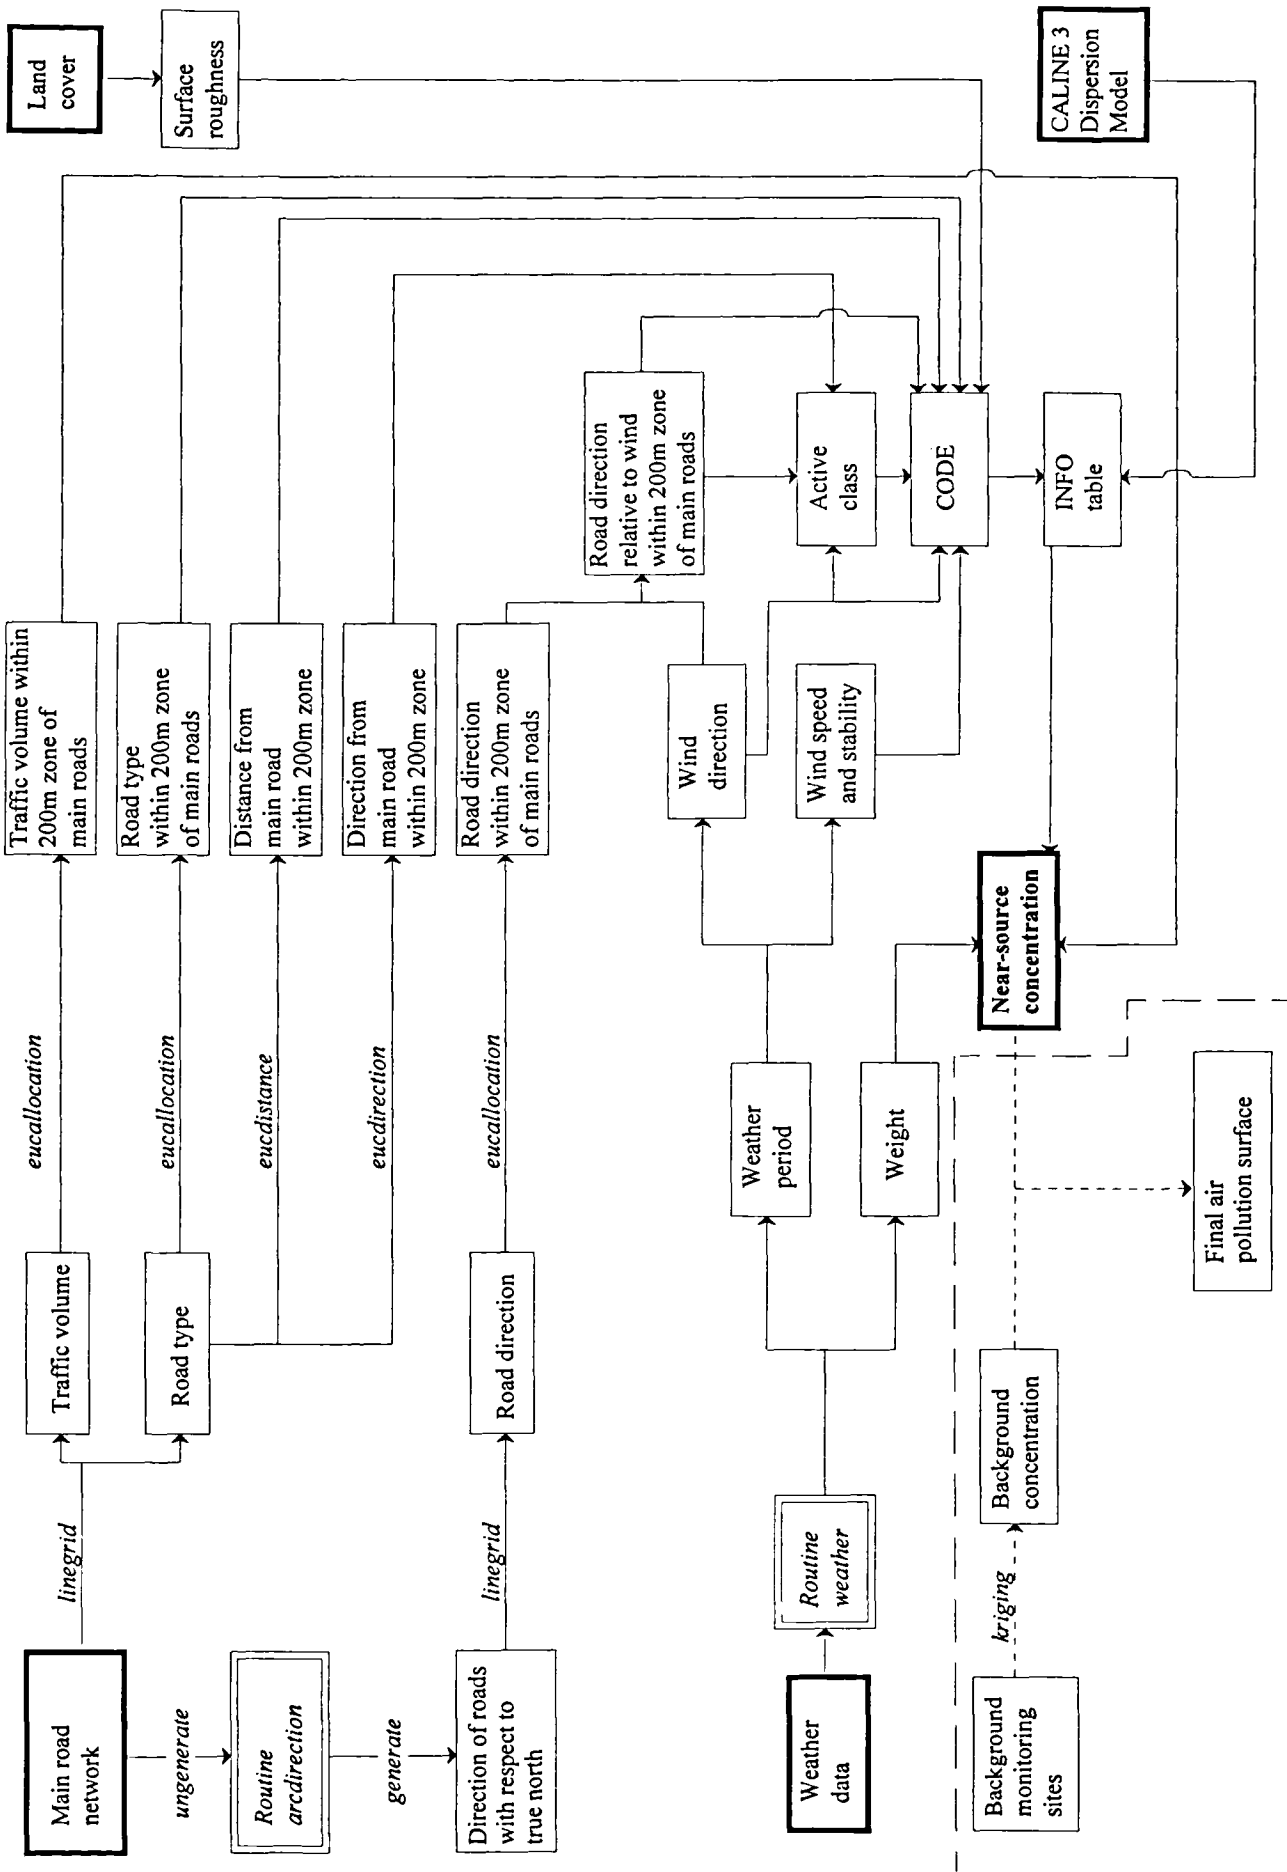 Main road
network
linegrid
Traffic volume
eucallocation
Traffic volume within
200m zone of
main roads
Land
cover
Surface
roughness
Road type
eucallocation
Road type
within 200m zone
of main roads
ungenerate
Routine
arcdirection
eucdistance
Distance from
main road
within 200m zone
eucdirection
Direction from
main road
within 200m zone
generate
Direction of roads
with respect to
true north
linegrid
Road direction
eucallocation
Road direction
within 200m zone
of main roads
Road direction
relative to wind
within 200m zone
of main roads
Weather
data
Routine
weather
Weather
period
Weight
Wind
direction
Wind speed
and stability
Active
class
CODE
INFO
table
CALINE 3
Dispersion
Model
Near-source
concentration
Background
monitoring
sites
kriging
Background
concentration
Final air
pollution surface